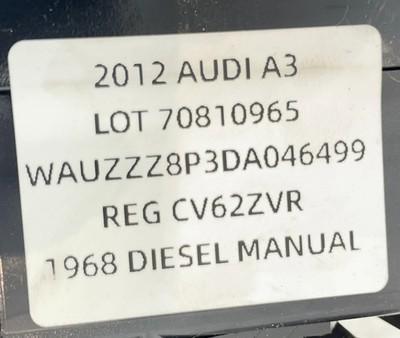 2012 AUDI A3
LOT 70810965
WAUZZZ8P3DA046499
REG CV62ZVR
1968 DIESEL MANUAL